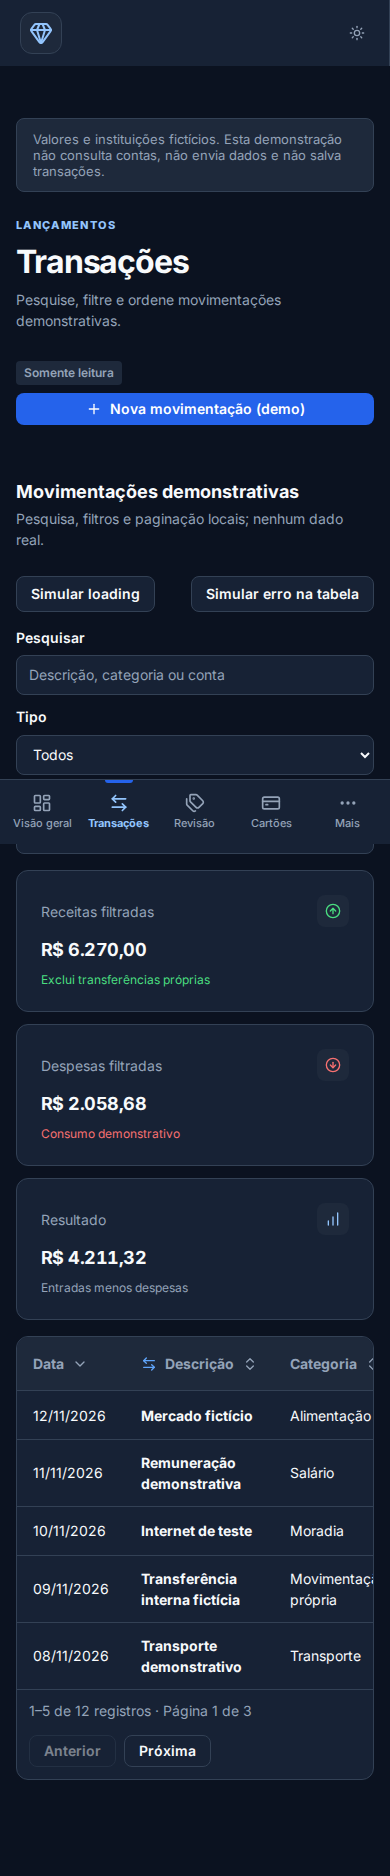 Valores e instituições fictícios. Esta demonstração
não consulta contas, não envia dados e não salva
transações.
LANÇAMENTOS
Transações
Pesquise, filtre e ordene movimentações
demonstrativas.
Somente leitura
+ Nova movimentação (demo)
Movimentações demonstrativas
Pesquisa, filtros e paginação locais; nenhum dado
real.
Simular loading Simular erro na tabela
Pesquisar
Descrição, categoria ou conta
Tipo
Todos
Visão geral Transações Revisão Cartões Mais
Receitas filtradas
R$ 6.270,00
Exclui transferências próprias
Despesas filtradas
R$ 2.058,68
Consumo demonstrativo
Resultado
R$ 4.211,32
Entradas menos despesas
Data Descrição Categoria
12/11/2026 Mercado fictício Alimentação
11/11/2026 Remuneração
demonstrativa Salário
10/11/2026 Internet de teste Moradia
09/11/2026 Transferência
interna fictícia própria
08/11/2026 Transporte
demonstrativo Transporte
1–5 de 12 registros · Página 1 de 3
Anterior Próxima